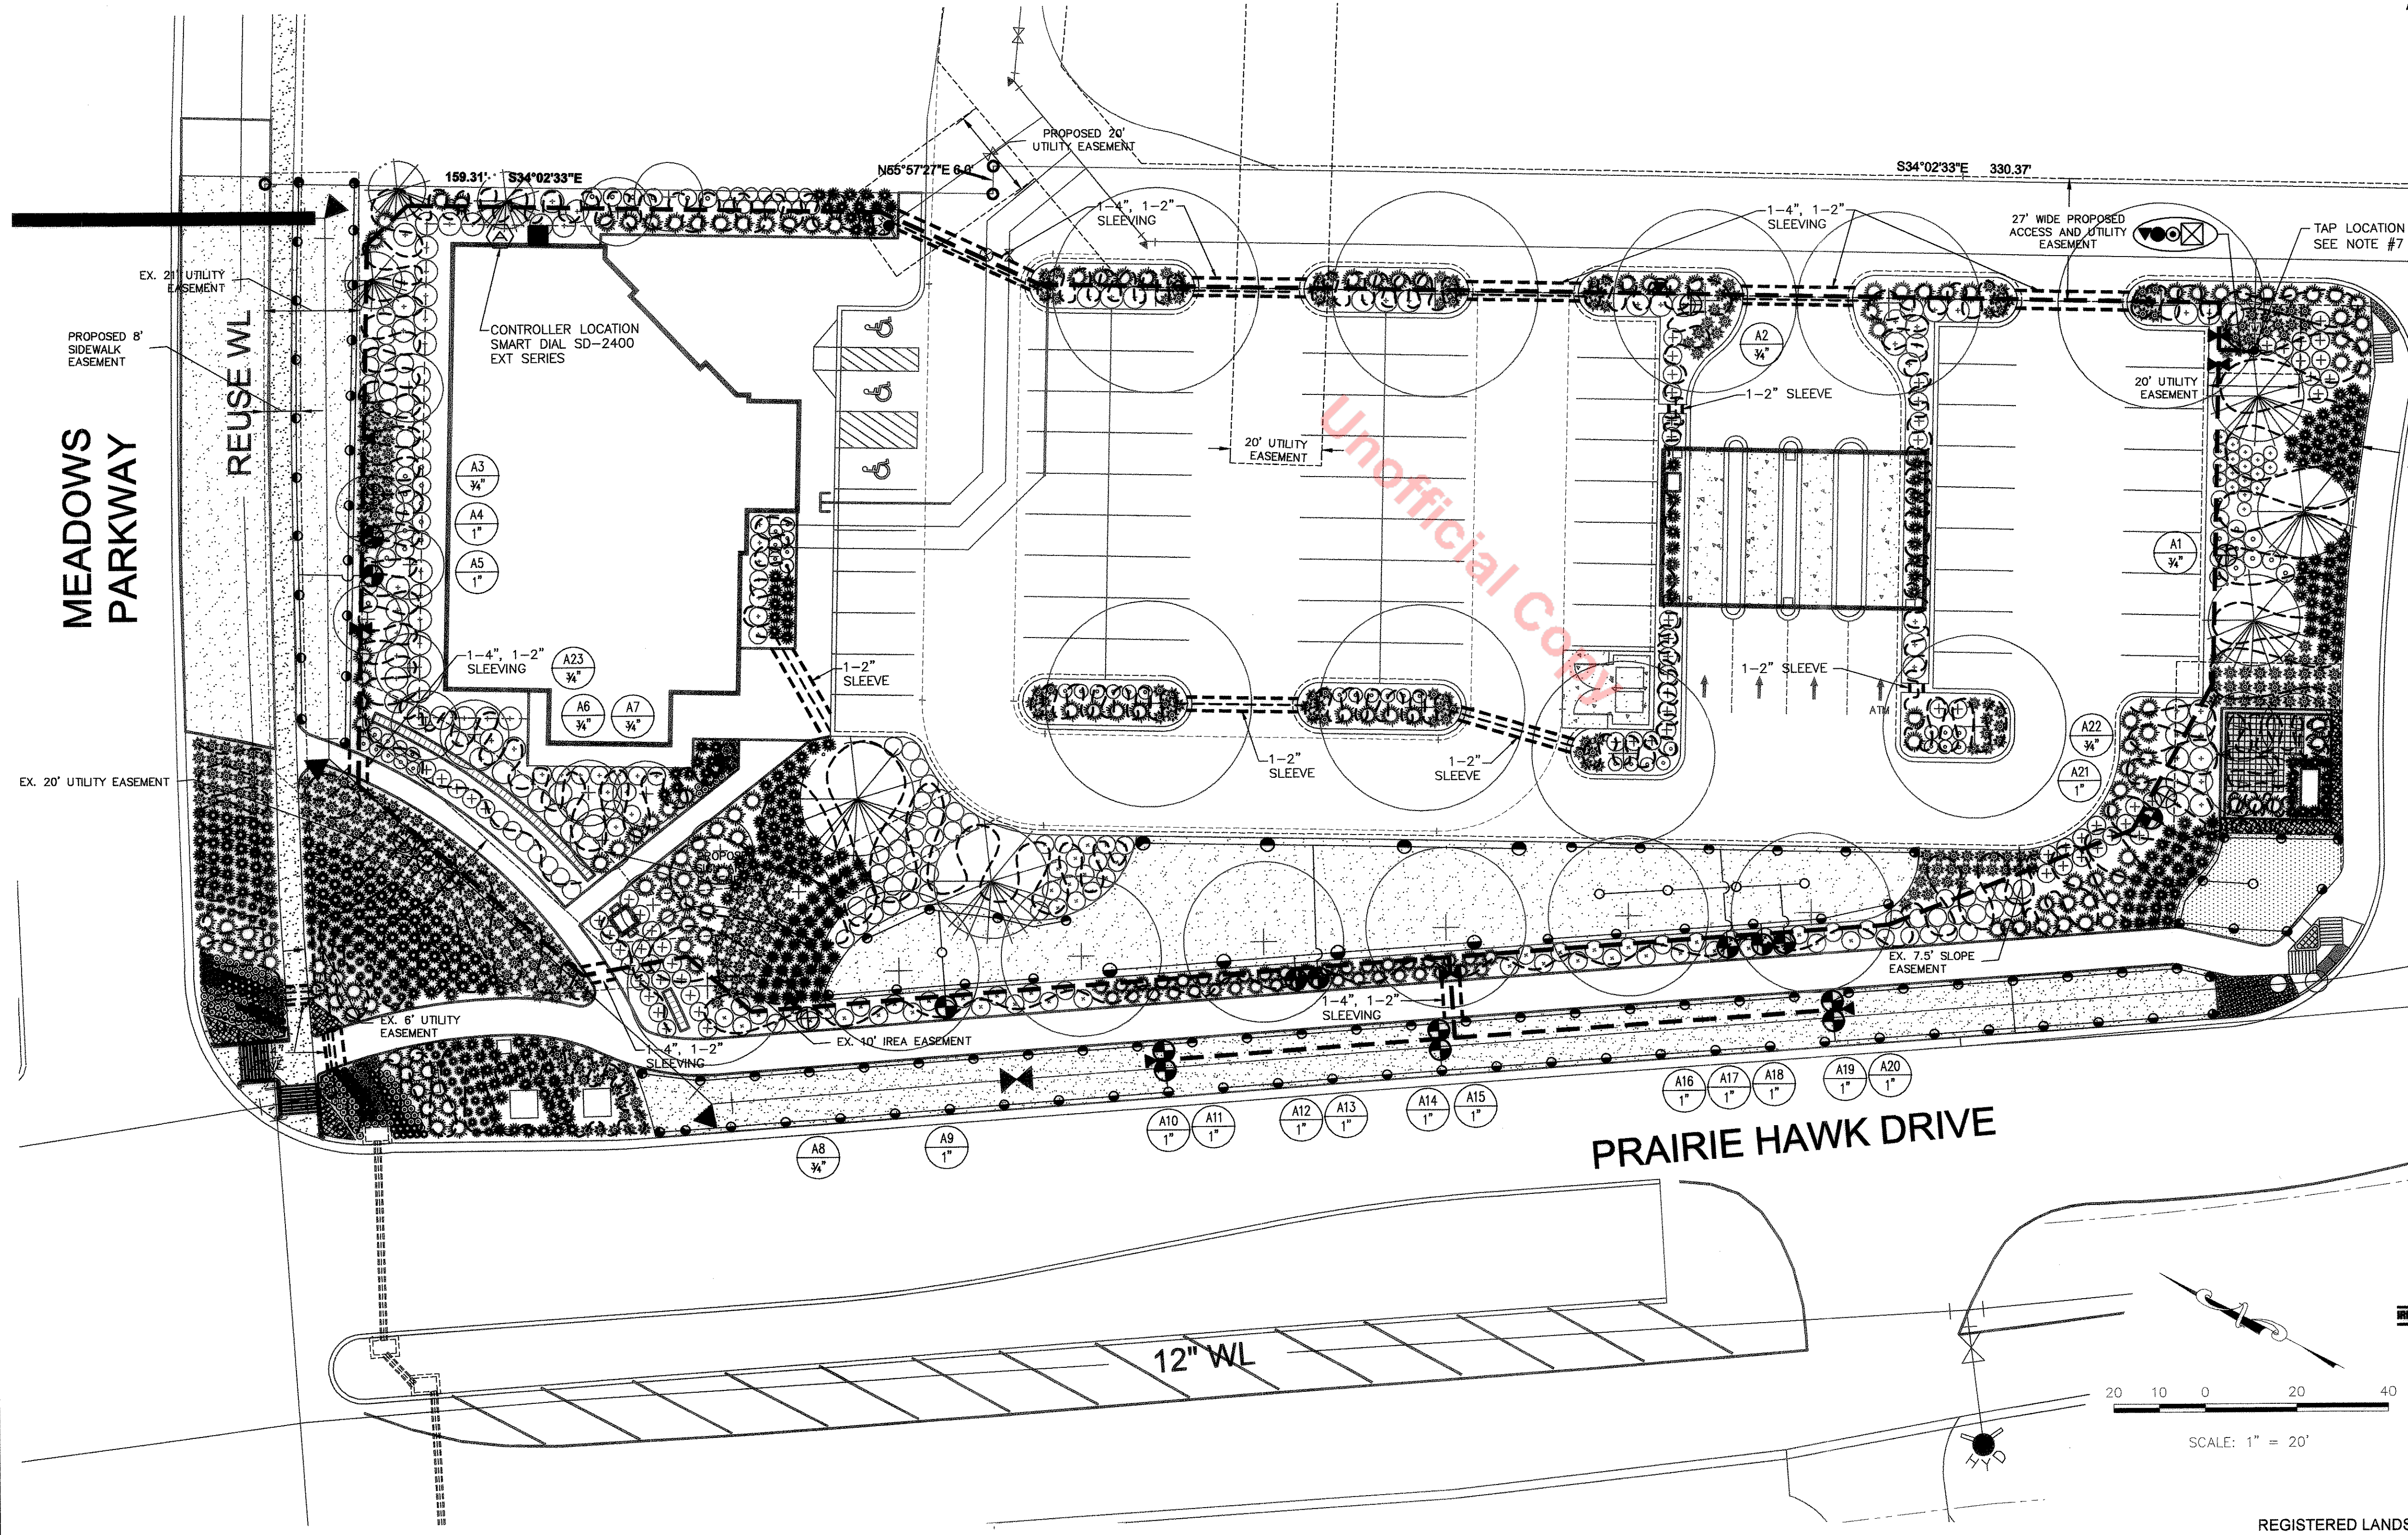 159.31' S34°02'33"E
N55°57'27"E 6.0'
PROPOSED 20'
UTILITY EASEMENT
S34°02'33"E 330.37'
1-4", 1-2"
SLEEVING
1-4", 1-2"
SLEEVING
27' WIDE PROPOSED
ACCESS AND UTILITY
EASEMENT
TAP LOCATION
SEE NOTE #7
EX. 21' UTILITY
EASEMENT
PROPOSED 8'
SIDEWALK
EASEMENT
REUSE WL
MEADOWS
PARKWAY
CONTROLLER LOCATION
SMART DIAL SD-2400
EXT SERIES
A2
¾"
1-2" SLEEVE
20' UTILITY
EASEMENT
20' UTILITY
EASEMENT
Unofficial Copy
A3
¾"
A4
1"
A5
1"
A1
¾"
1-4", 1-2"
SLEEVING
A23
¾"
A6
¾"
A7
¾"
1-2"
SLEEVE
1-2" SLEEVE
ATM
A22
¾"
A21
1"
1-2"
SLEEVE
1-2"
SLEEVE
EX. 20' UTILITY EASEMENT
EX. 7.5' SLOPE
EASEMENT
1-4", 1-2"
SLEEVING
EX. 6' UTILITY
EASEMENT
EX. 10' IREA EASEMENT
1-4", 1-2"
SLEEVING
A8
¾"
A9
1"
A10
1"
A11
1"
A12
1"
A13
1"
A14
1"
A15
1"
A16
1"
A17
1"
A18
1"
A19
1"
A20
1"
PRAIRIE HAWK DRIVE
12" WL
HYD
20 10 0 20 40
SCALE: 1" = 20'
REGISTERED LANDS